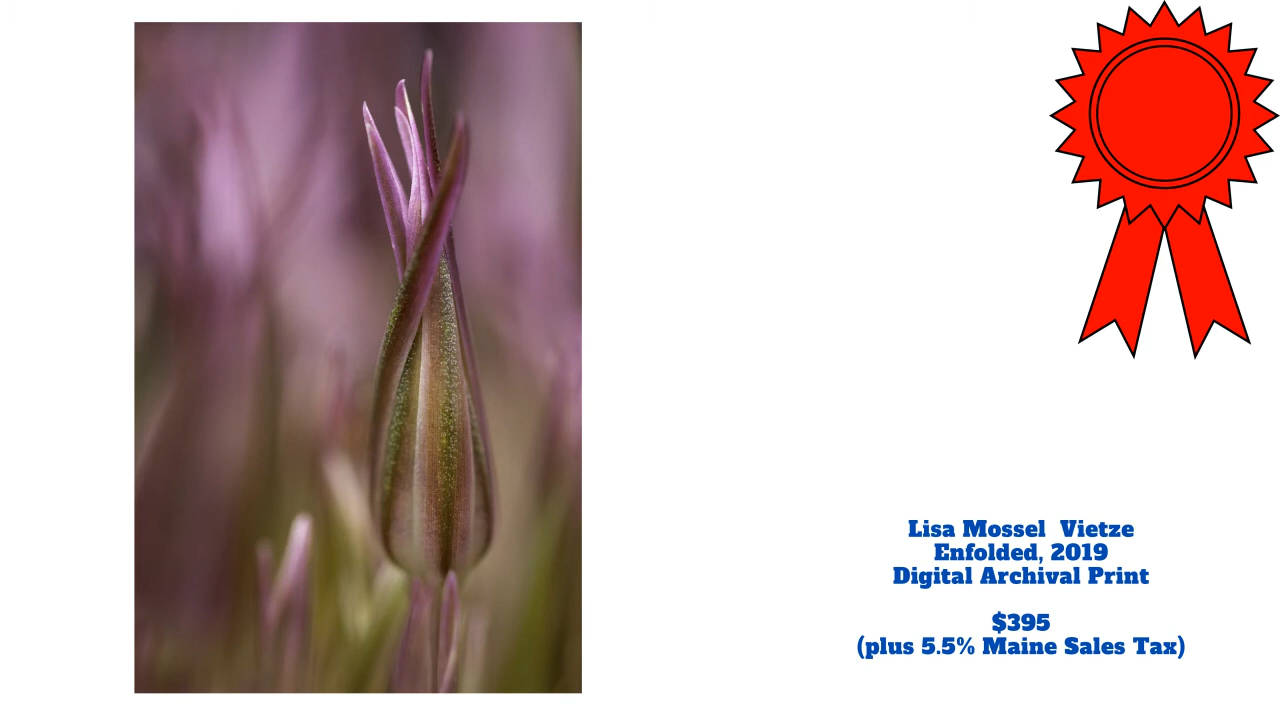 Lisa Mossel  Vietze
Enfolded, 2019
Digital Archival Print
$395
(plus 5.5% Maine Sales Tax)